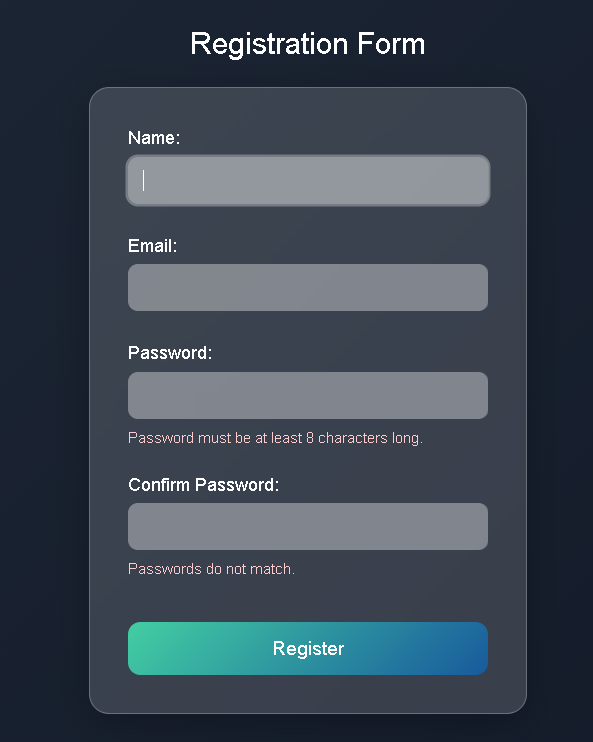 Registration Form
Name:
Email:
Password:
Password must be at least 8 characters long.
Confirm Password:
Passwords do not match.
Register